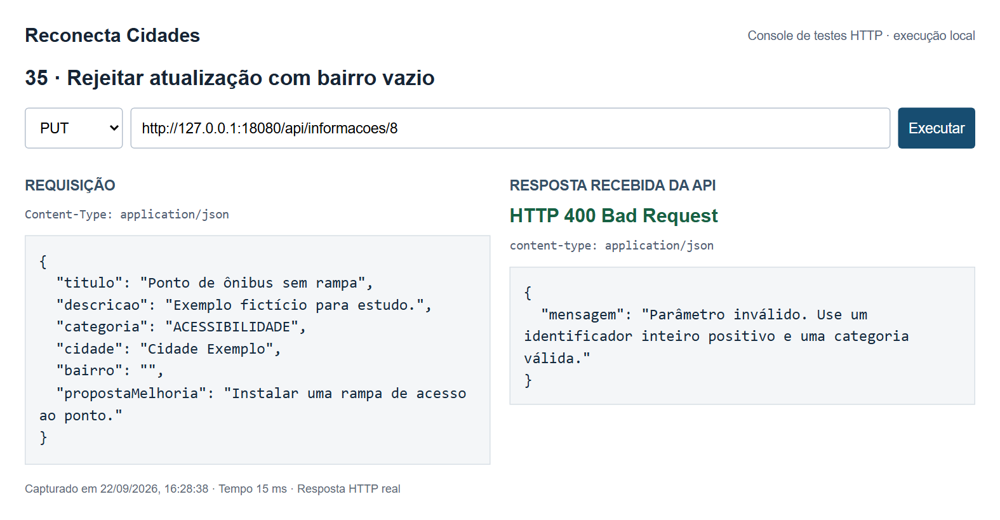 Reconecta Cidades
Console de testes HTTP · execução local
35 · Rejeitar atualização com bairro vazio
PUT
http://127.0.0.1:18080/api/informacoes/8
Executar
REQUISIÇÃO
Content-Type: application/json
{
  "titulo": "Ponto de ônibus sem rampa",
  "descricao": "Exemplo fictício para estudo.",
  "categoria": "ACESSIBILIDADE",
  "cidade": "Cidade Exemplo",
  "bairro": "",
  "propostaMelhoria": "Instalar uma rampa de acesso
ao ponto."
}
RESPOSTA RECEBIDA DA API
HTTP 400 Bad Request
content-type: application/json
{
  "mensagem": "Parâmetro inválido. Use um
identificador inteiro positivo e uma categoria
válida."
}
Capturado em 22/09/2026, 16:28:38 · Tempo 15 ms · Resposta HTTP real